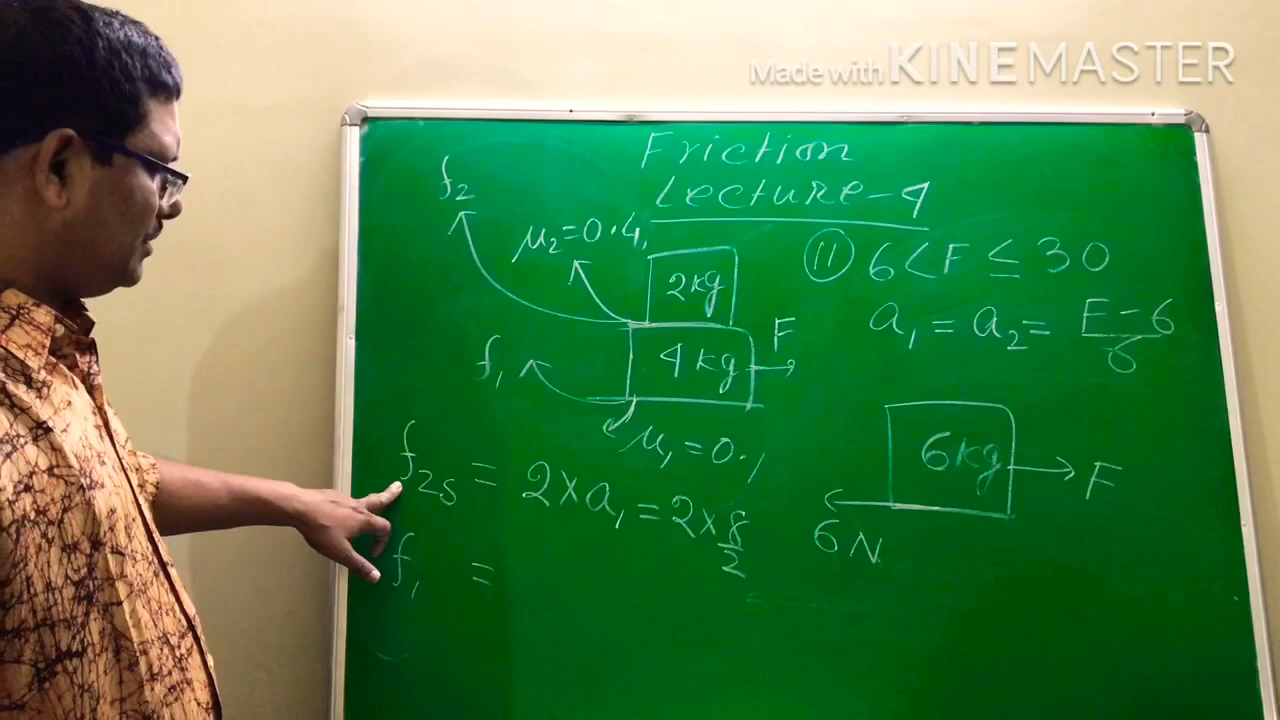 Made with KINEMASTER
Friction
Lecture-4
f₂
μ₂=0.4
2kg
4kg
F
f₁
μ₁=0.1
11 6<F≤30
a₁=a₂= F-6/6
6kg
F
6N
f₂s = 2×a₁=2×8/2
f₁ =